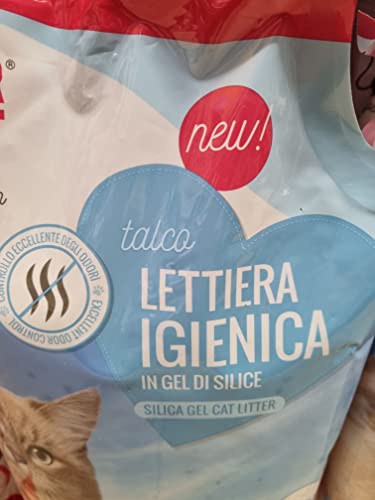 R®
new!
talco
LETTIERA
IGIENICA
IN GEL DI SILICE
SILICA GEL CAT LITTER
CONTROLLO ECCELLENTE DEGLI ODORI
EXCELLENT ODOR CONTROL